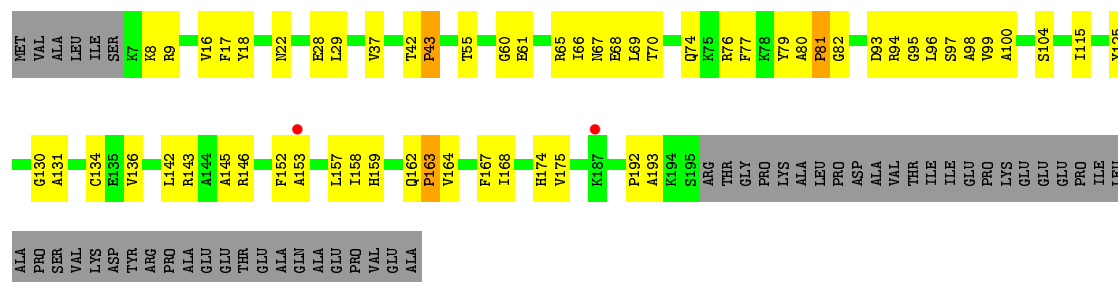 MET VAL ALA LEU ILE SER K7 K8 R9 V16 F17 Y18 N22 E28 L29 V37 T42 P43 T55 G60 E61 R65 I66 N67 E68 L69 T70 Q74 K75 R76 F77 K78 Y79 A80 P81 G82 D93 R94 G95 L96 S97 A98 V99 A100 S104 I115 Y125
G130 A131 C134 E135 V136 L142 R143 A144 A145 R146 F152 A153 L157 I158 H159 Q162 P163 V164 F167 I168 H174 V175 K187 P192 A193 K194 S195 ARG THR GLY PRO LYS ALA LEU PRO ASP ALA VAL THR ILE ILE GLU PRO LYS GLU GLU GLU PRO ILE LEU
ALA PRO SER VAL LYS ASP TYR ARG PRO ALA GLU GLU THR GLU ALA GLN ALA GLU PRO VAL GLU ALA